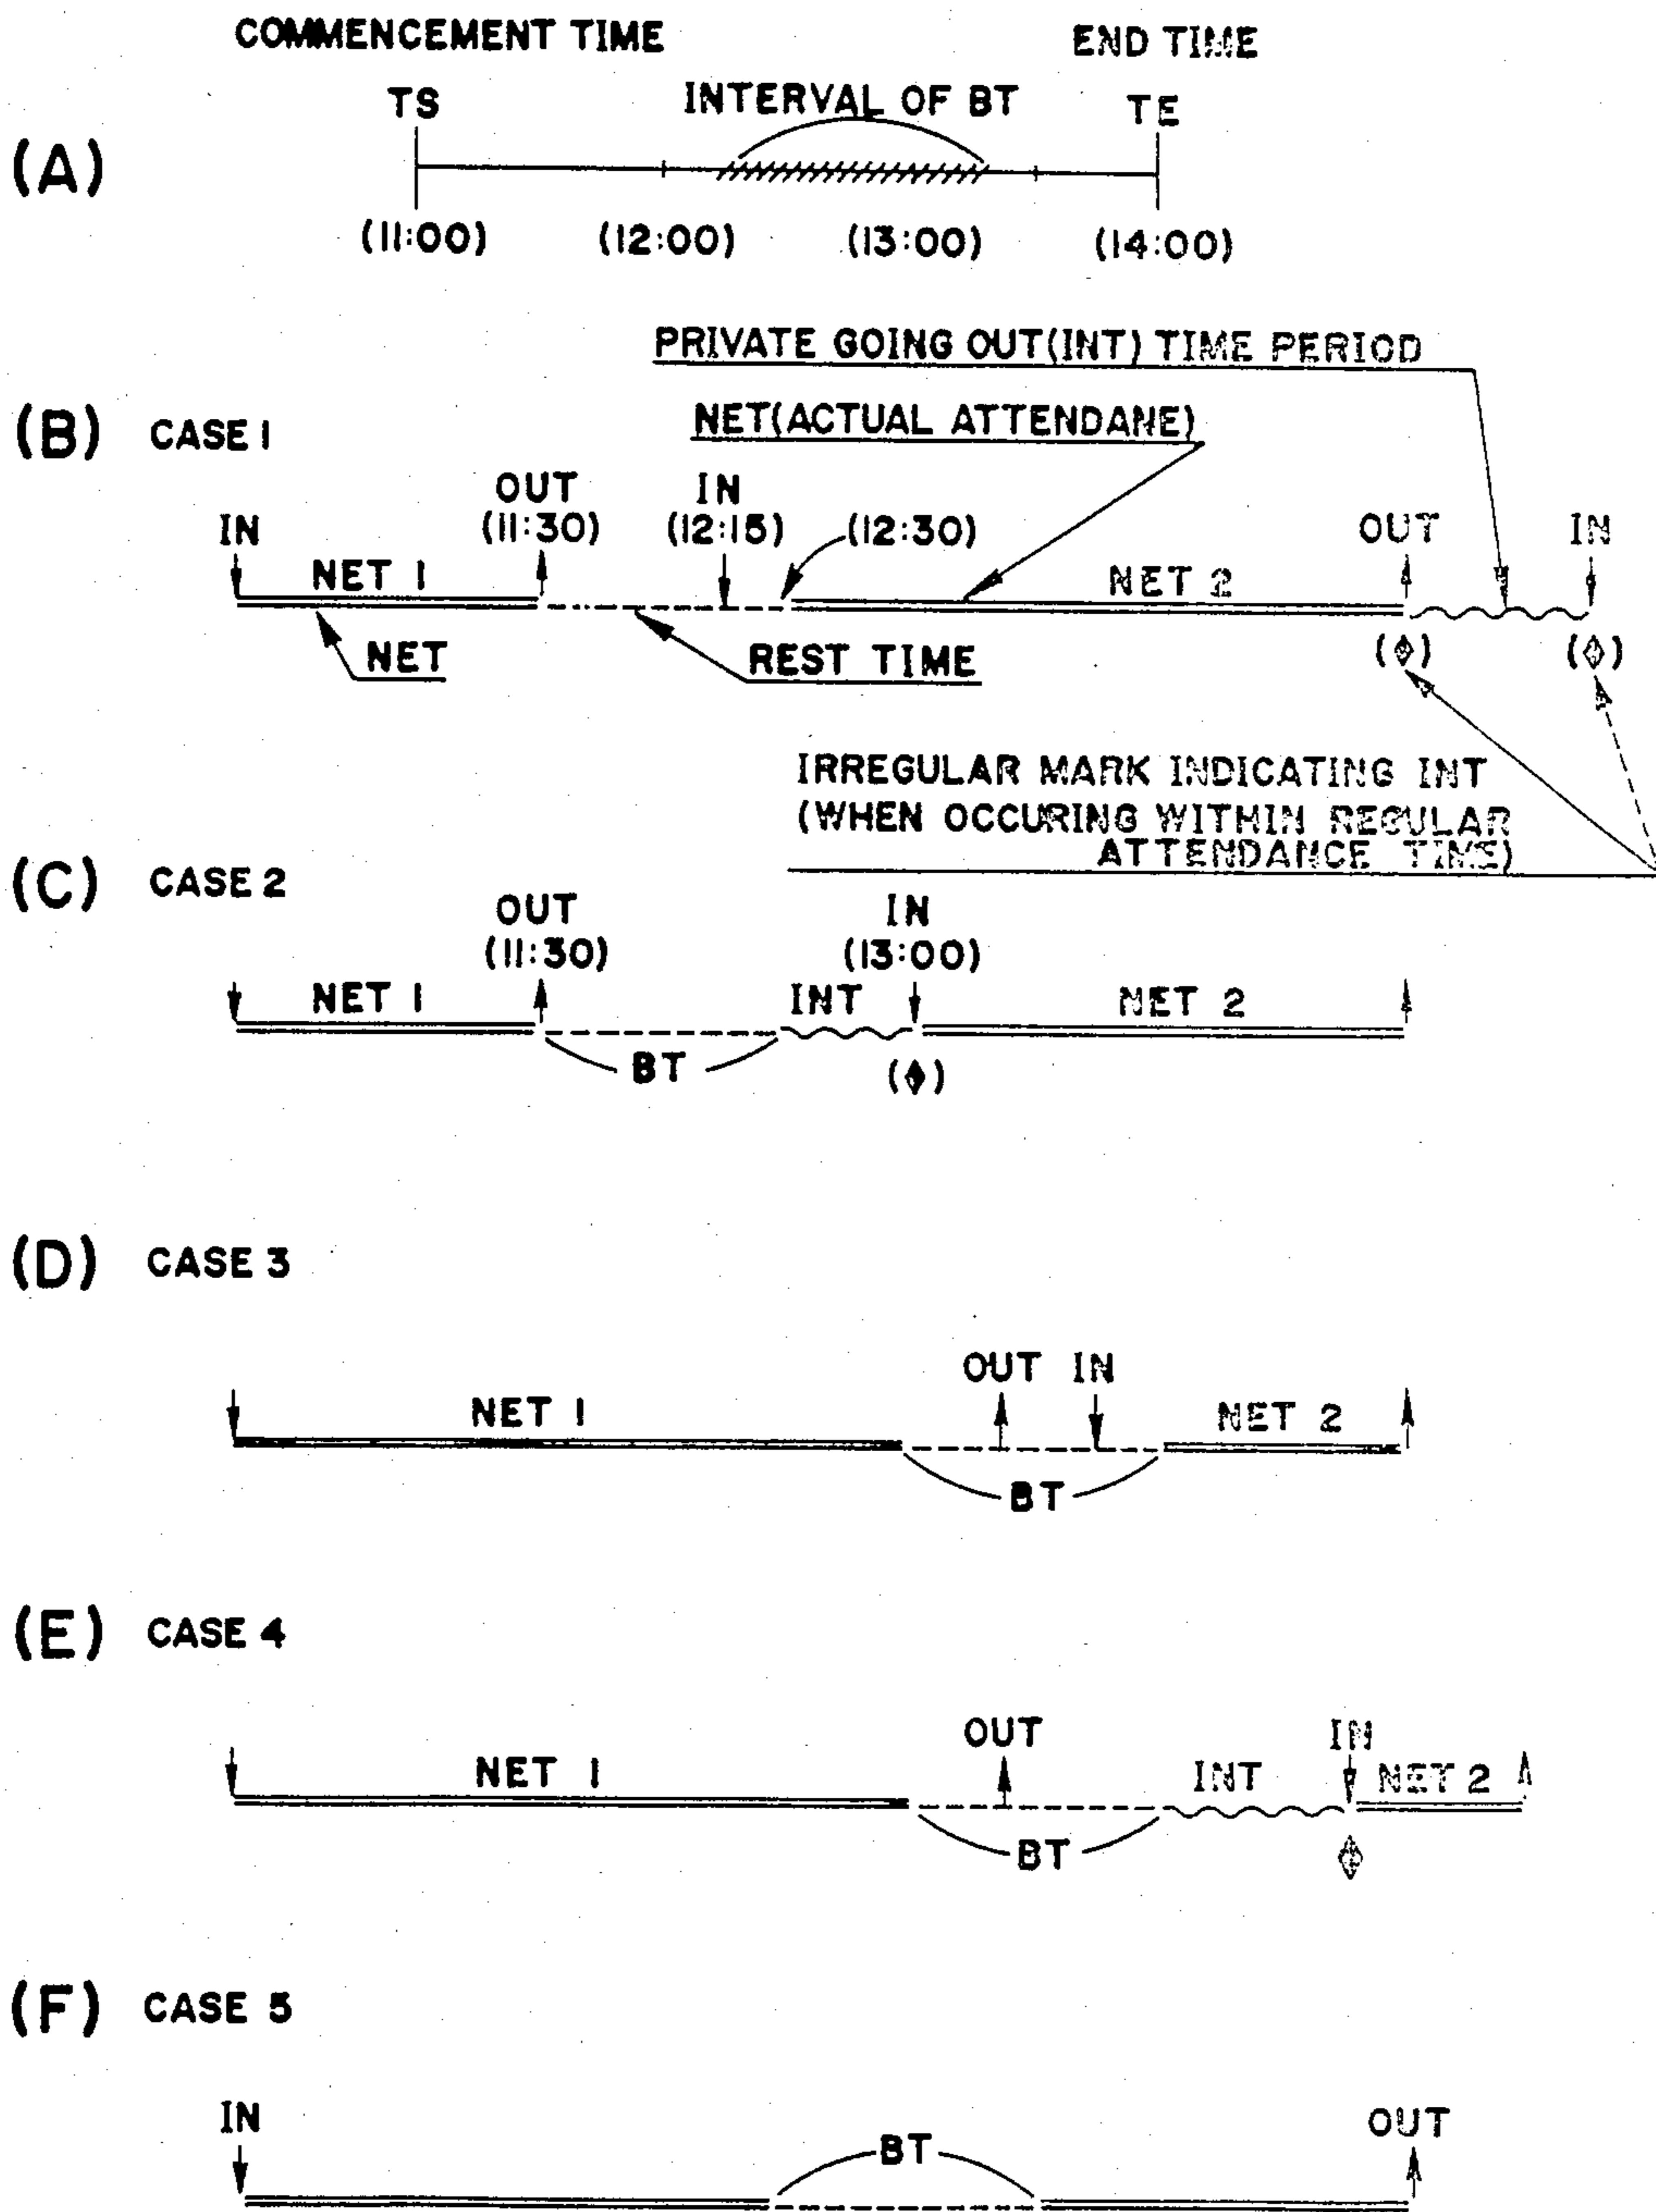 COMMENCEMENT TIME END TIME
TS INTERVAL OF BT TE
(A)
(11:00) (12:00) (13:00) (14:00)
PRIVATE GOING OUT(INT) TIME PERIOD
(B) CASE 1 NET(ACTUAL ATTENDANE)
OUT IN
IN (11:30) (12:15) (12:30) OUT IN
NET 1 NET 2
NET REST TIME
IRREGULAR MARK INDICATING INT
(WHEN OCCURING WITHIN REGULAR
ATTENDANCE TIME)
(C) CASE 2
OUT IN
(11:30) (13:00)
NET 1 INT NET 2
BT
(D) CASE 3
OUT IN
NET 1 NET 2
BT
(E) CASE 4
OUT IN
NET 1 INT NET 2
BT
(F) CASE 5
IN OUT
BT